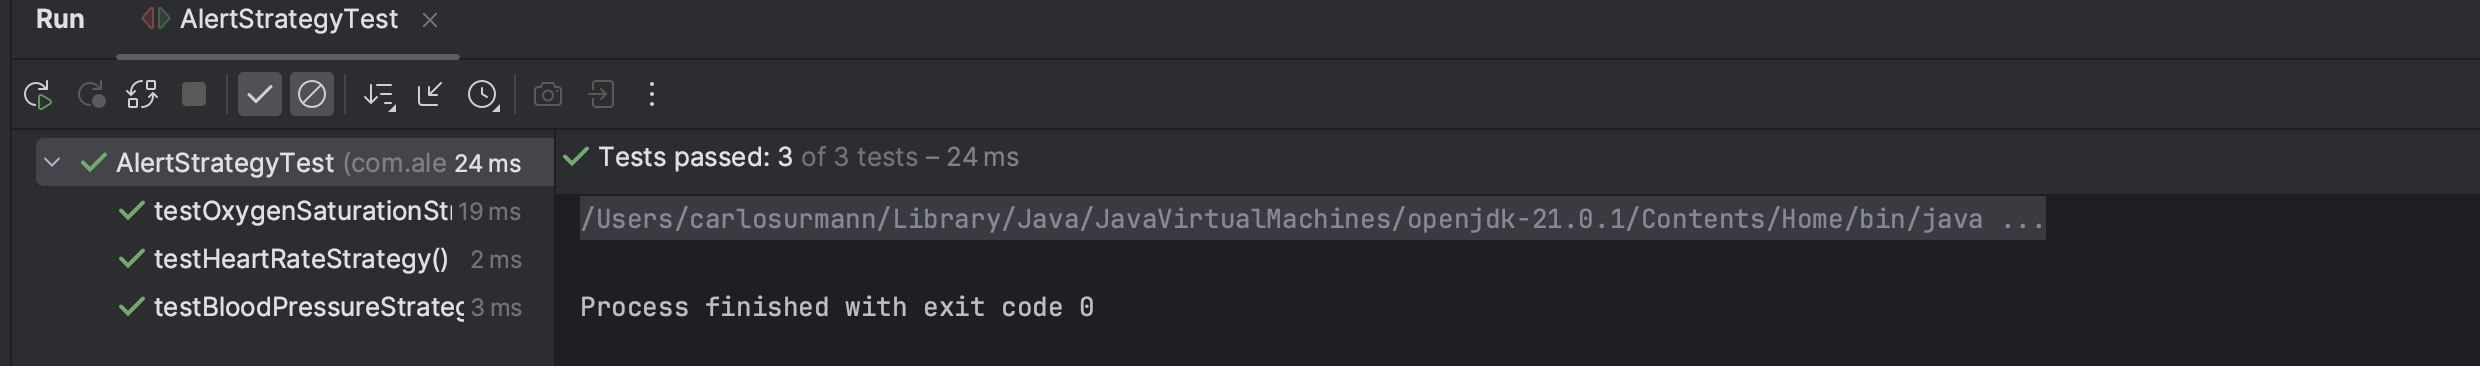 Run AlertStrategyTest
AlertStrategyTest (com.ale 24 ms
testOxygenSaturationStr 19 ms
testHeartRateStrategy() 2 ms
testBloodPressureStrateg 3 ms
Tests passed: 3 of 3 tests – 24 ms
/Users/carlosurmann/Library/Java/JavaVirtualMachines/openjdk-21.0.1/Contents/Home/bin/java ...
Process finished with exit code 0